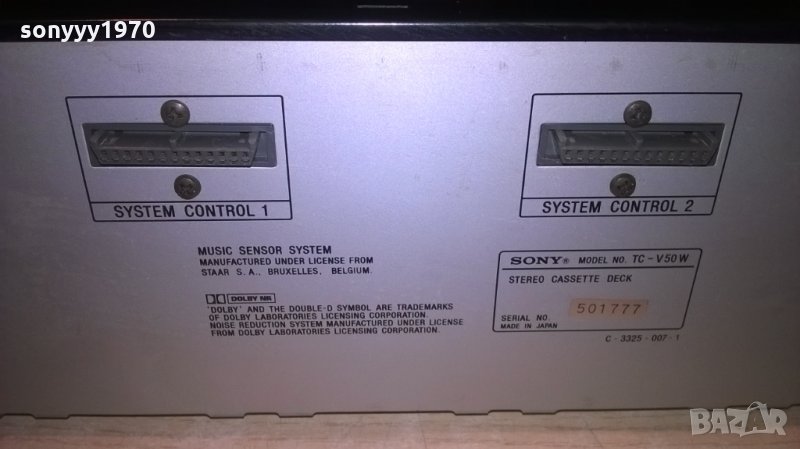 sonyyy1970
SYSTEM CONTROL 1
SYSTEM CONTROL 2
MUSIC SENSOR SYSTEM
MANUFACTURED UNDER LICENSE FROM
STAAR S.A., BRUXELLES, BELGIUM.
DOLBY NR
'DOLBY' AND THE DOUBLE-D SYMBOL ARE TRADEMARKS
OF DOLBY LABORATORIES LICENSING CORPORATION.
NOISE REDUCTION SYSTEM MANUFACTURED UNDER LICENSE
FROM DOLBY LABORATORIES LICENSING CORPORATION.
SONY® MODEL NO. TC-V50W
STEREO CASSETTE DECK
SERIAL NO. 501777
MADE IN JAPAN
C-3325-007-1
BAZAR